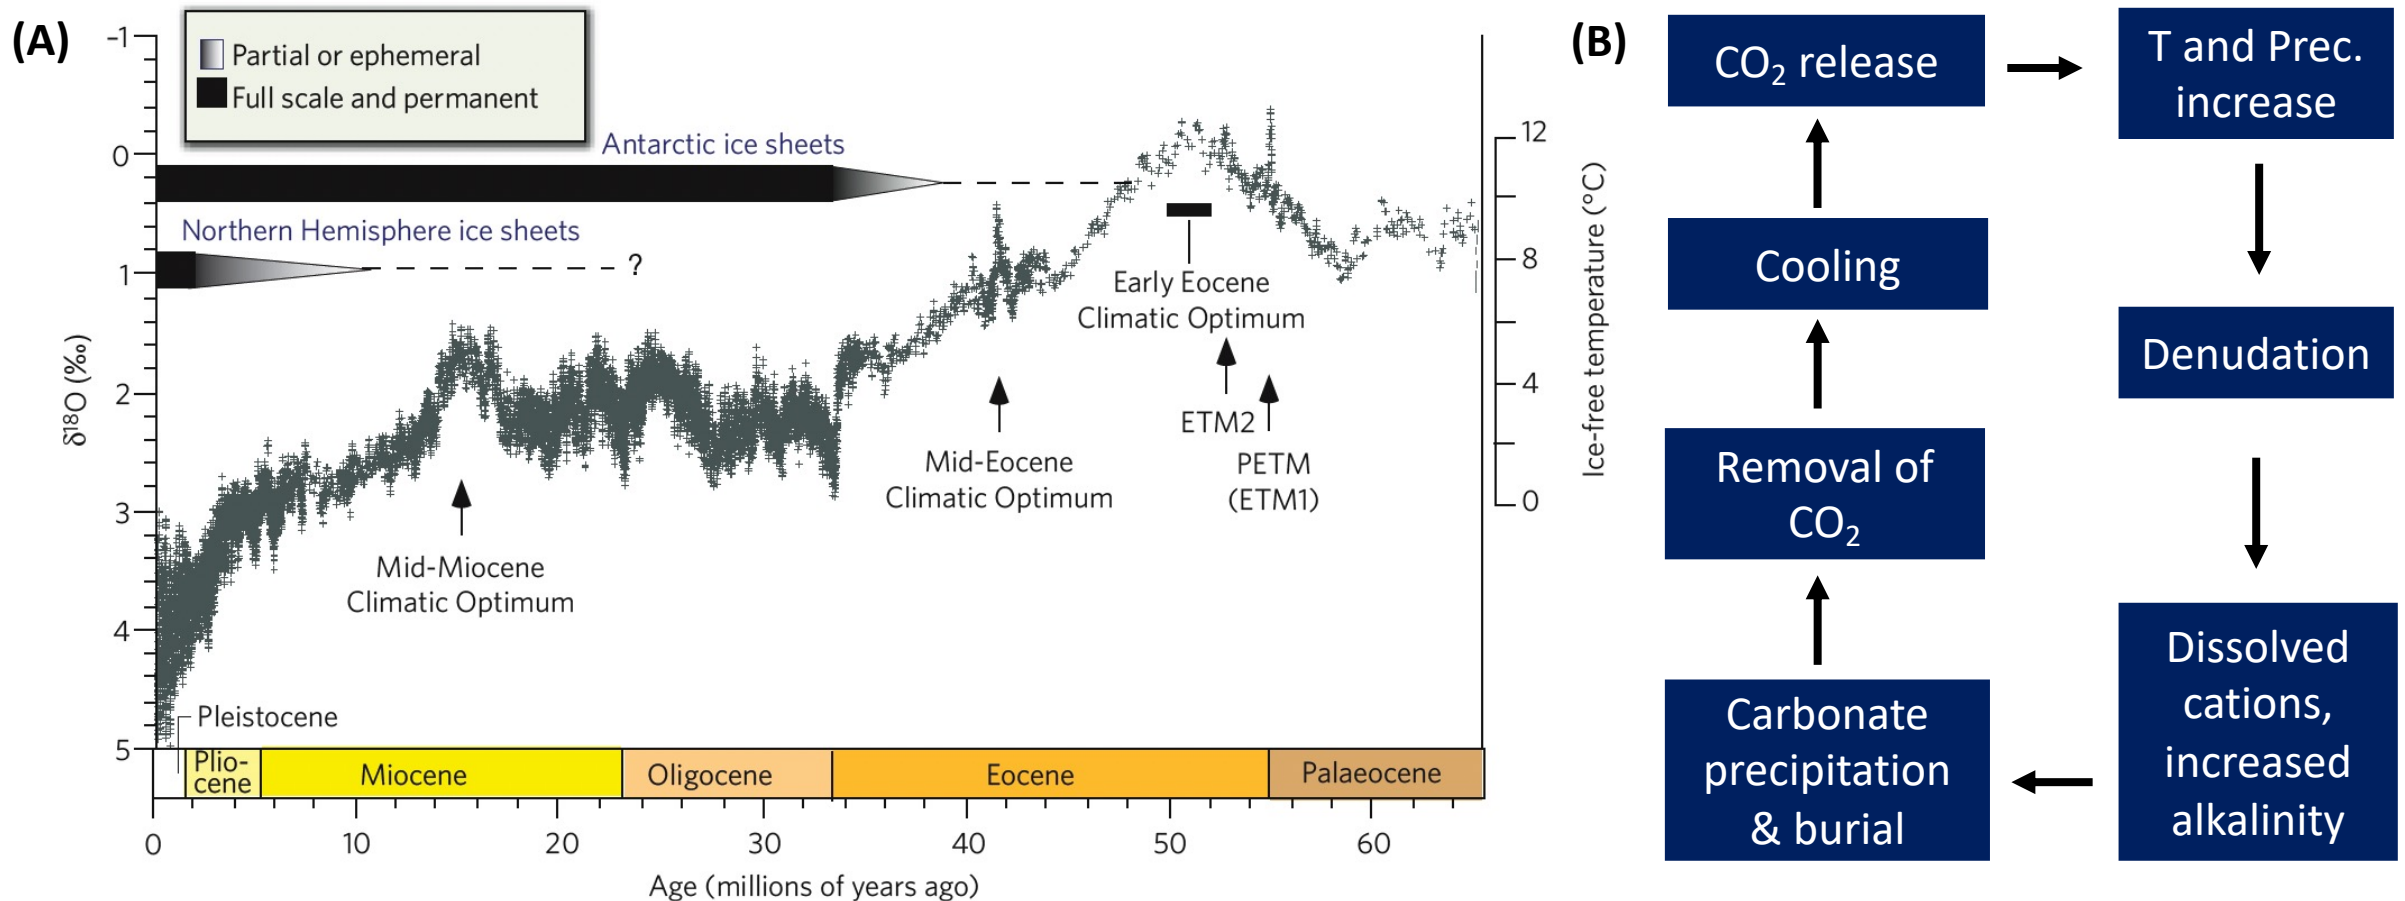 (A)
Partial or ephemeral
Full scale and permanent
Antarctic ice sheets
Northern Hemisphere ice sheets
?
Early Eocene
Climatic Optimum
ETM2
PETM
(ETM1)
Mid-Eocene
Climatic Optimum
Mid-Miocene
Climatic Optimum
δ¹⁸O (‰)
-1
0
1
2
3
4
5
Ice-free temperature (°C)
12
8
4
0
Pleistocene
Plio-
cene
Miocene
Oligocene
Eocene
Palaeocene
0
10
20
30
40
50
60
Age (millions of years ago)
(B)
CO₂ release
T and Prec.
increase
Denudation
Dissolved
cations,
increased
alkalinity
Carbonate
precipitation
& burial
Removal of
CO₂
Cooling